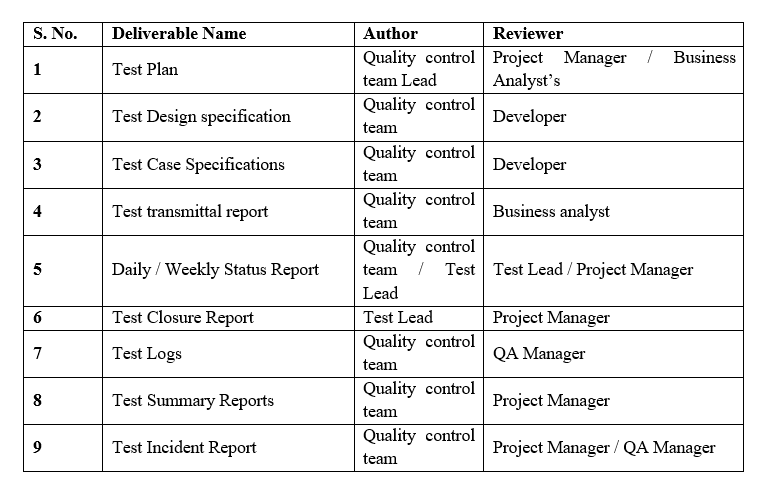 S. No. Deliverable Name Author Reviewer
1 Test Plan Quality control team Lead Project Manager / Business Analyst’s
2 Test Design specification Quality control team Developer
3 Test Case Specifications Quality control team Developer
4 Test transmittal report Quality control team Business analyst
5 Daily / Weekly Status Report Quality control team / Test Lead Test Lead / Project Manager
6 Test Closure Report Test Lead Project Manager
7 Test Logs Quality control team QA Manager
8 Test Summary Reports Quality control team Project Manager
9 Test Incident Report Quality control team Project Manager / QA Manager